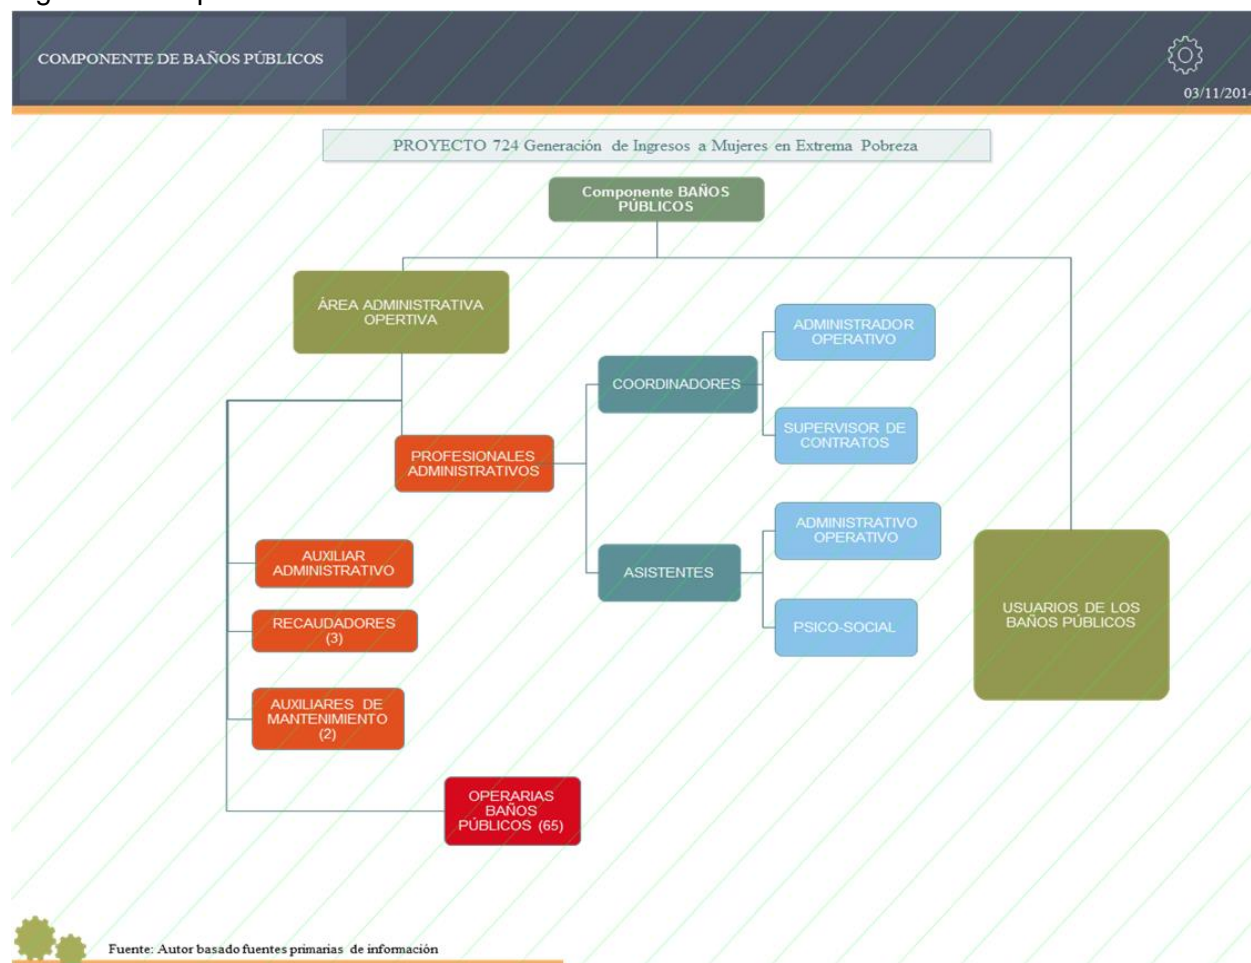 COMPONENTE DE BAÑOS PÚBLICOS
03/11/2014
PROYECTO 724 Generación de Ingresos a Mujeres en Extrema Pobreza
Componente BAÑOS
PÚBLICOS
ÁREA ADMINISTRATIVA
OPERTIVA
ADMINISTRADOR
OPERATIVO
COORDINADORES
SUPERVISOR DE
CONTRATOS
PROFESIONALES
ADMINISTRATIVOS
ADMINISTRATIVO
OPERATIVO
AUXILIAR
ADMINISTRATIVO
ASISTENTES
USUARIOS DE LOS
BAÑOS PÚBLICOS
RECAUDADORES
(3)
PSICO-SOCIAL
AUXILIARES DE
MANTENIMIENTO
(2)
OPERARIAS
BAÑOS
PÚBLICOS (65)
Fuente: Autor basado fuentes primarias de información